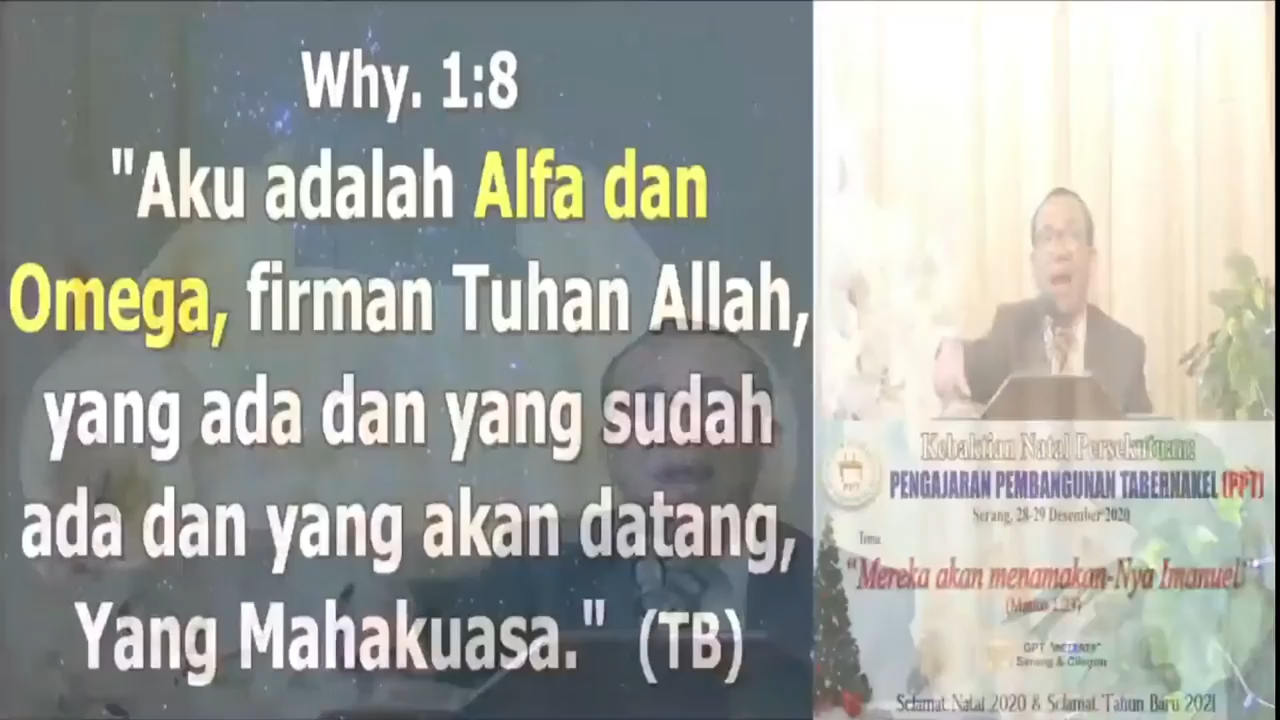 Why. 1:8
"Aku adalah Alfa dan
Omega, firman Tuhan Allah,
yang ada dan yang sudah
ada dan yang akan datang,
Yang Mahakuasa." (TB)
Kebaktian Natal Persekutuan
PENGAJARAN PEMBANGUNAN TABERNAKEL (PPT)
PPT
Serang, 28-29 Desember 2020
Tema
"Mereka akan menamakan-Nya Imanuel"
GPT
Serang & Cilegon
Selamat Natal 2020 & Selamat Tahun Baru 2021